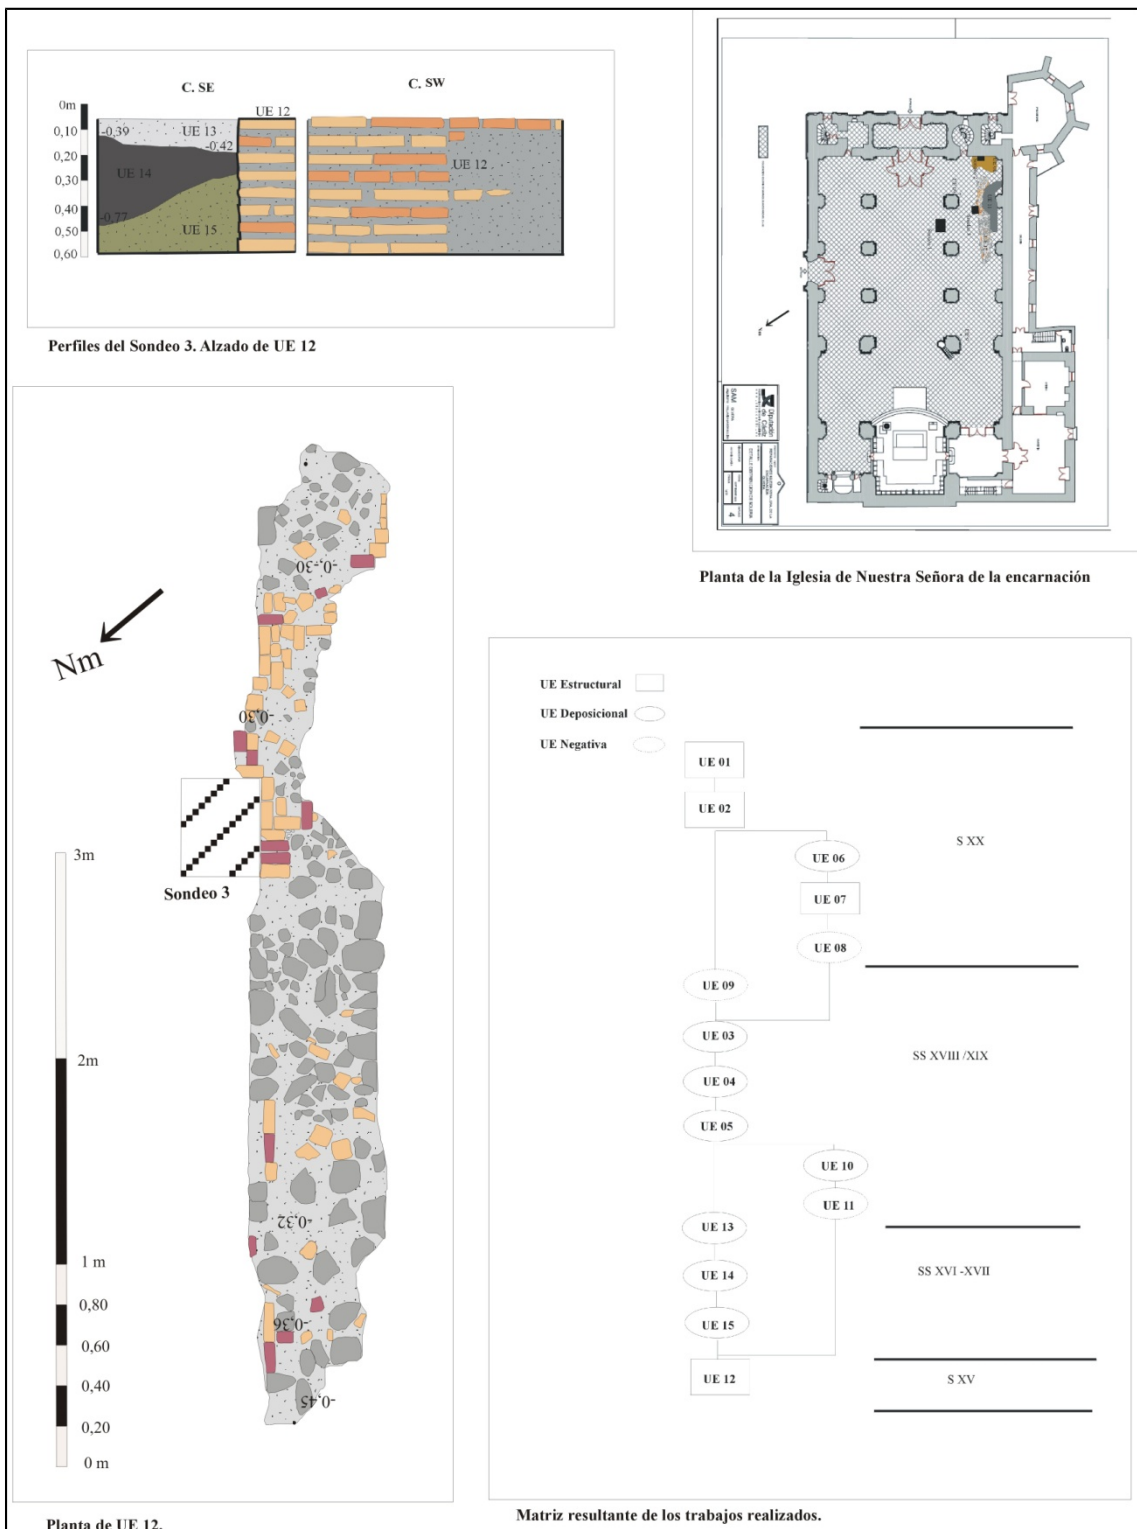 C. SE
C. SW
UE 12
0m
0,10
0,20
0,30
0,40
0,50
0,60
-0,39
UE 13
-0,42
UE 14
-0,77
UE 15
UE 12
Perfiles del Sondeo 3. Alzado de UE 12
Diputación
de Cádiz
SAM
4
Planta de la Iglesia de Nuestra Señora de la encarnación
Nm
-0,-30
-0,30
Sondeo 3
-0,32
-0,36
-0,45
3m
2m
1 m
0,80
0,60
0,40
0,20
0 m
Planta de UE 12.
UE Estructural
UE Deposicional
UE Negativa
UE 01
UE 02
UE 06
UE 07
UE 08
UE 09
UE 03
UE 04
UE 05
UE 10
UE 11
UE 13
UE 14
UE 15
UE 12
S XX
SS XVIII /XIX
SS XVI -XVII
S XV
Matriz resultante de los trabajos realizados.